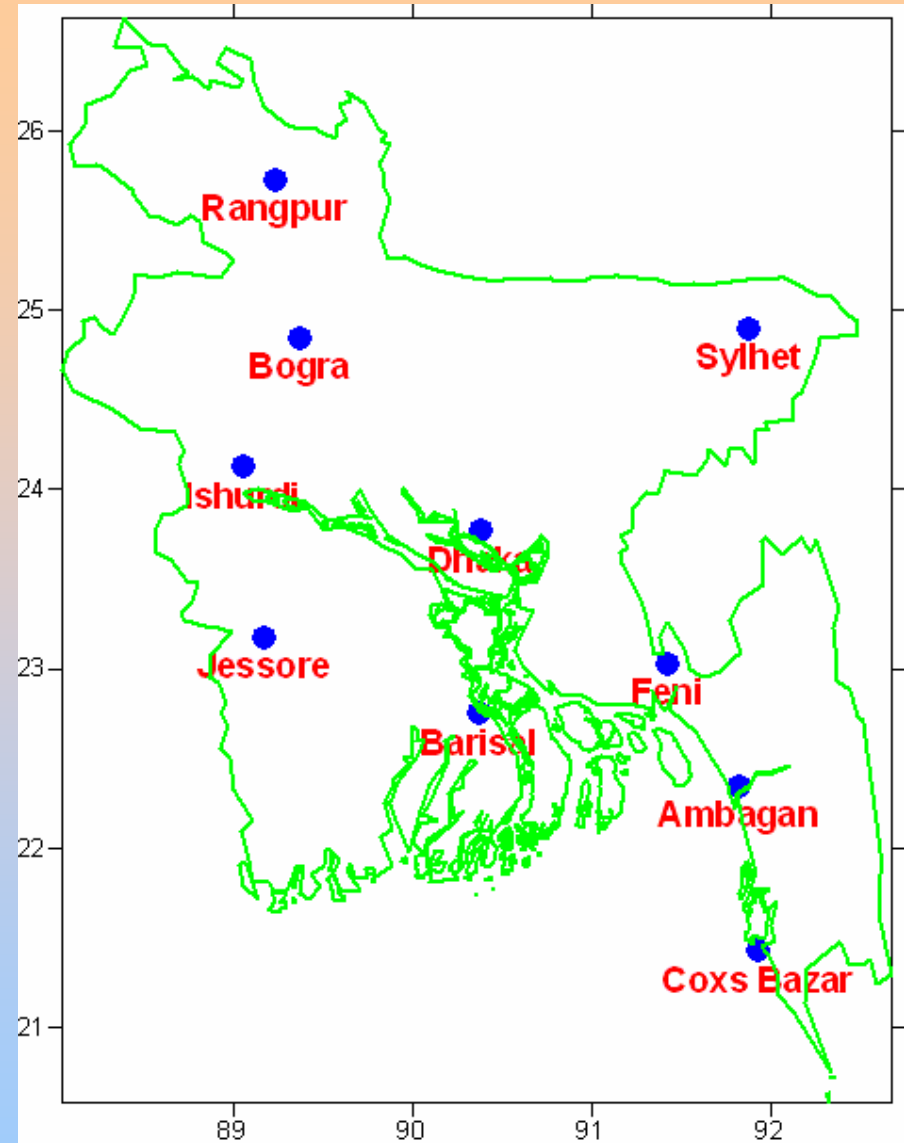 26
Rangpur
25
Sylhet
Bogra
24
Ishurdi
Dhaka
23
Jessore
Feni
Barisal
Ambagan
22
Coxs Bazar
21
89 90 91 92